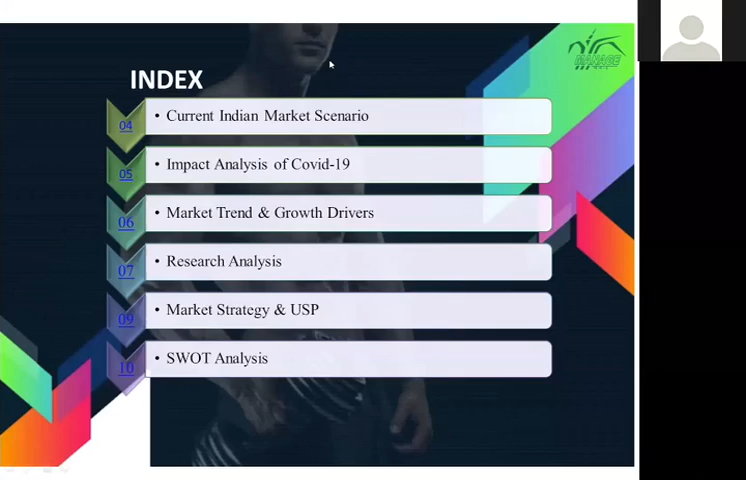 MANAGE
INDEX
04 • Current Indian Market Scenario
05 • Impact Analysis of Covid-19
06 • Market Trend & Growth Drivers
07 • Research Analysis
09 • Market Strategy & USP
10 • SWOT Analysis